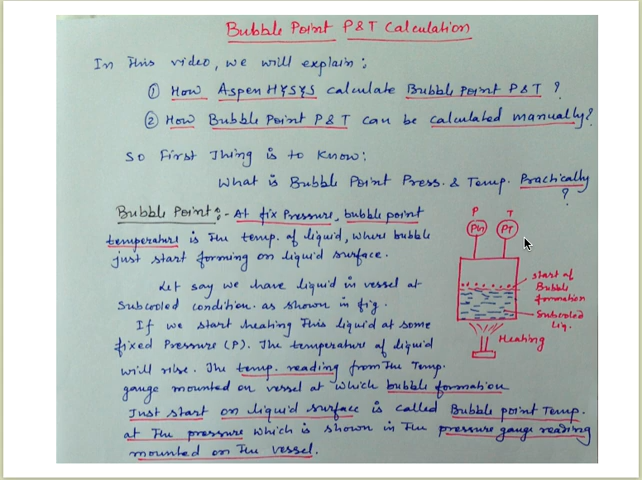 Bubble Point P&T Calculation
In This video, we will explain;
① How Aspen HYSYS calculate Bubble Point P&T ?
② How Bubble Point P&T can be calculated manually?
So First Thing is to Know;
What is Bubble Point Press. & Temp. Practically ?
Bubble Point :- At fix Pressure, bubble point
temperature is The temp. of liquid, where bubble
just start forming on liquid surface.
Let say we have liquid in vessel at
Subcooled condition. as shown in fig.
If we start heating This liquid at some
fixed Pressure (P). The temperature of liquid
will rise. The temp. reading from The Temp.
gauge mounted on vessel at which bubble formation
Just start on liquid surface is called Bubble point Temp.
at The pressure which is shown in The pressure gauge reading
mounted on The vessel.
P T
start of
Bubble
formation
Subcooled
liq.
Heating